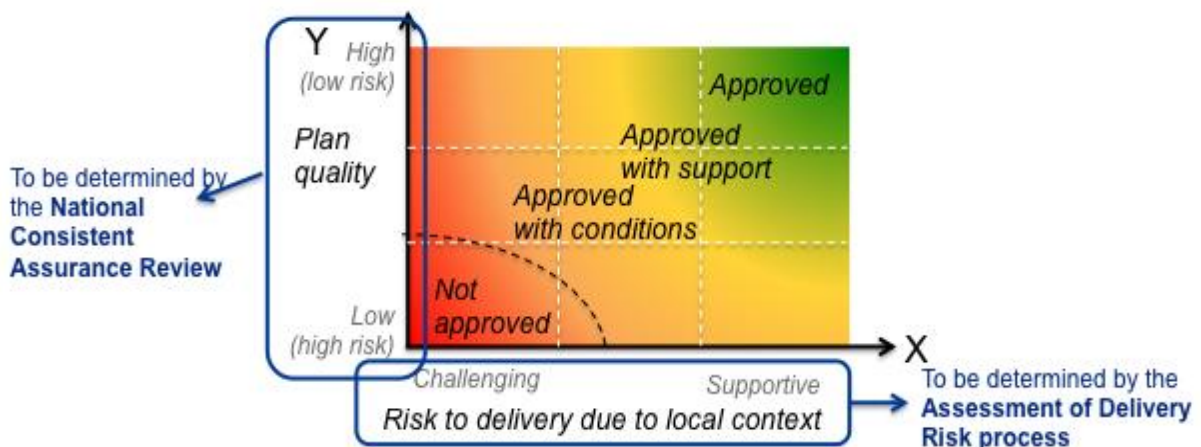 Y
High
(low risk)
Plan
quality
Low
(high risk)
To be determined by
the National
Consistent
Assurance Review
Approved
Approved
with support
Approved
with conditions
Not
approved
X
Challenging
Supportive
Risk to delivery due to local context
To be determined by the
Assessment of Delivery
Risk process